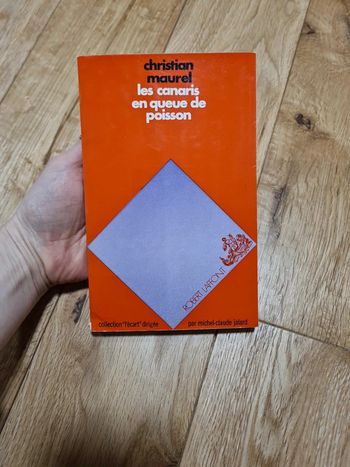 christian
maurel
les canaris
en queue de
poisson
ROBERT LAFFONT
collection "l'écart" dirigée
par michel-claude jalard